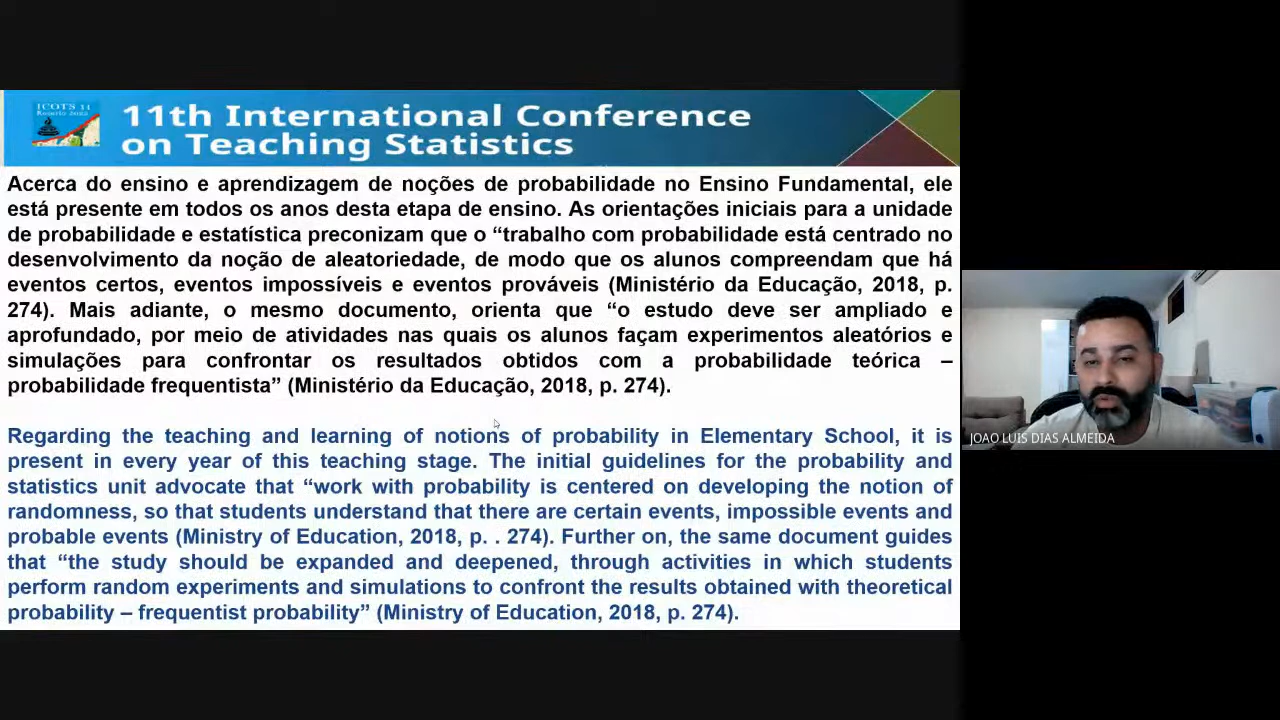 ICOTS 11
Rosario 2022
11th International Conference
on Teaching Statistics
Acerca do ensino e aprendizagem de noções de probabilidade no Ensino Fundamental, ele
está presente em todos os anos desta etapa de ensino. As orientações iniciais para a unidade
de probabilidade e estatística preconizam que o “trabalho com probabilidade está centrado no
desenvolvimento da noção de aleatoriedade, de modo que os alunos compreendam que há
eventos certos, eventos impossíveis e eventos prováveis (Ministério da Educação, 2018, p.
274). Mais adiante, o mesmo documento, orienta que “o estudo deve ser ampliado e
aprofundado, por meio de atividades nas quais os alunos façam experimentos aleatórios e
simulações para confrontar os resultados obtidos com a probabilidade teórica –
probabilidade frequentista” (Ministério da Educação, 2018, p. 274).
Regarding the teaching and learning of notions of probability in Elementary School, it is
present in every year of this teaching stage. The initial guidelines for the probability and
statistics unit advocate that “work with probability is centered on developing the notion of
randomness, so that students understand that there are certain events, impossible events and
probable events (Ministry of Education, 2018, p. . 274). Further on, the same document guides
that “the study should be expanded and deepened, through activities in which students
perform random experiments and simulations to confront the results obtained with theoretical
probability – frequentist probability” (Ministry of Education, 2018, p. 274).
JOAO LUIS DIAS ALMEIDA